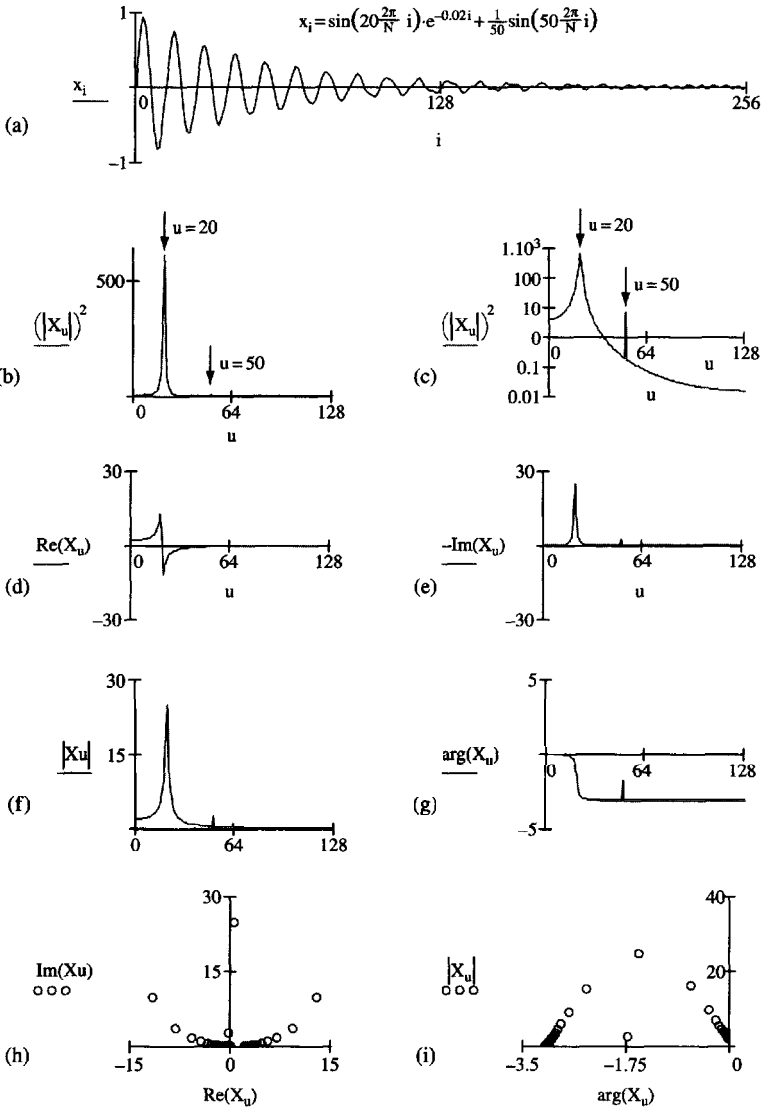 x_i = sin(20 2π/N i)·e^−0.02i + 1/50 sin(50 2π/N i)
1
x_i
0
128
256
−1
i
(a)
u = 20
500
(|X_u|)²
u = 50
0
64
128
u
(b)
u = 20
1.10³
100
u = 50
10
(|X_u|)²
0
0
64
128
u
0.1
0.01
u
(c)
30
Re(X_u)
0
64
128
u
−30
(d)
30
−Im(X_u)
0
64
128
u
−30
(e)
30
|Xu|
15
0
64
128
(f)
5
arg(X_u)
0
64
128
−5
(g)
30
Im(Xu)
15
−15
0
15
Re(X_u)
(h)
40
|X_u|
20
−3.5
−1.75
0
arg(X_u)
(i)